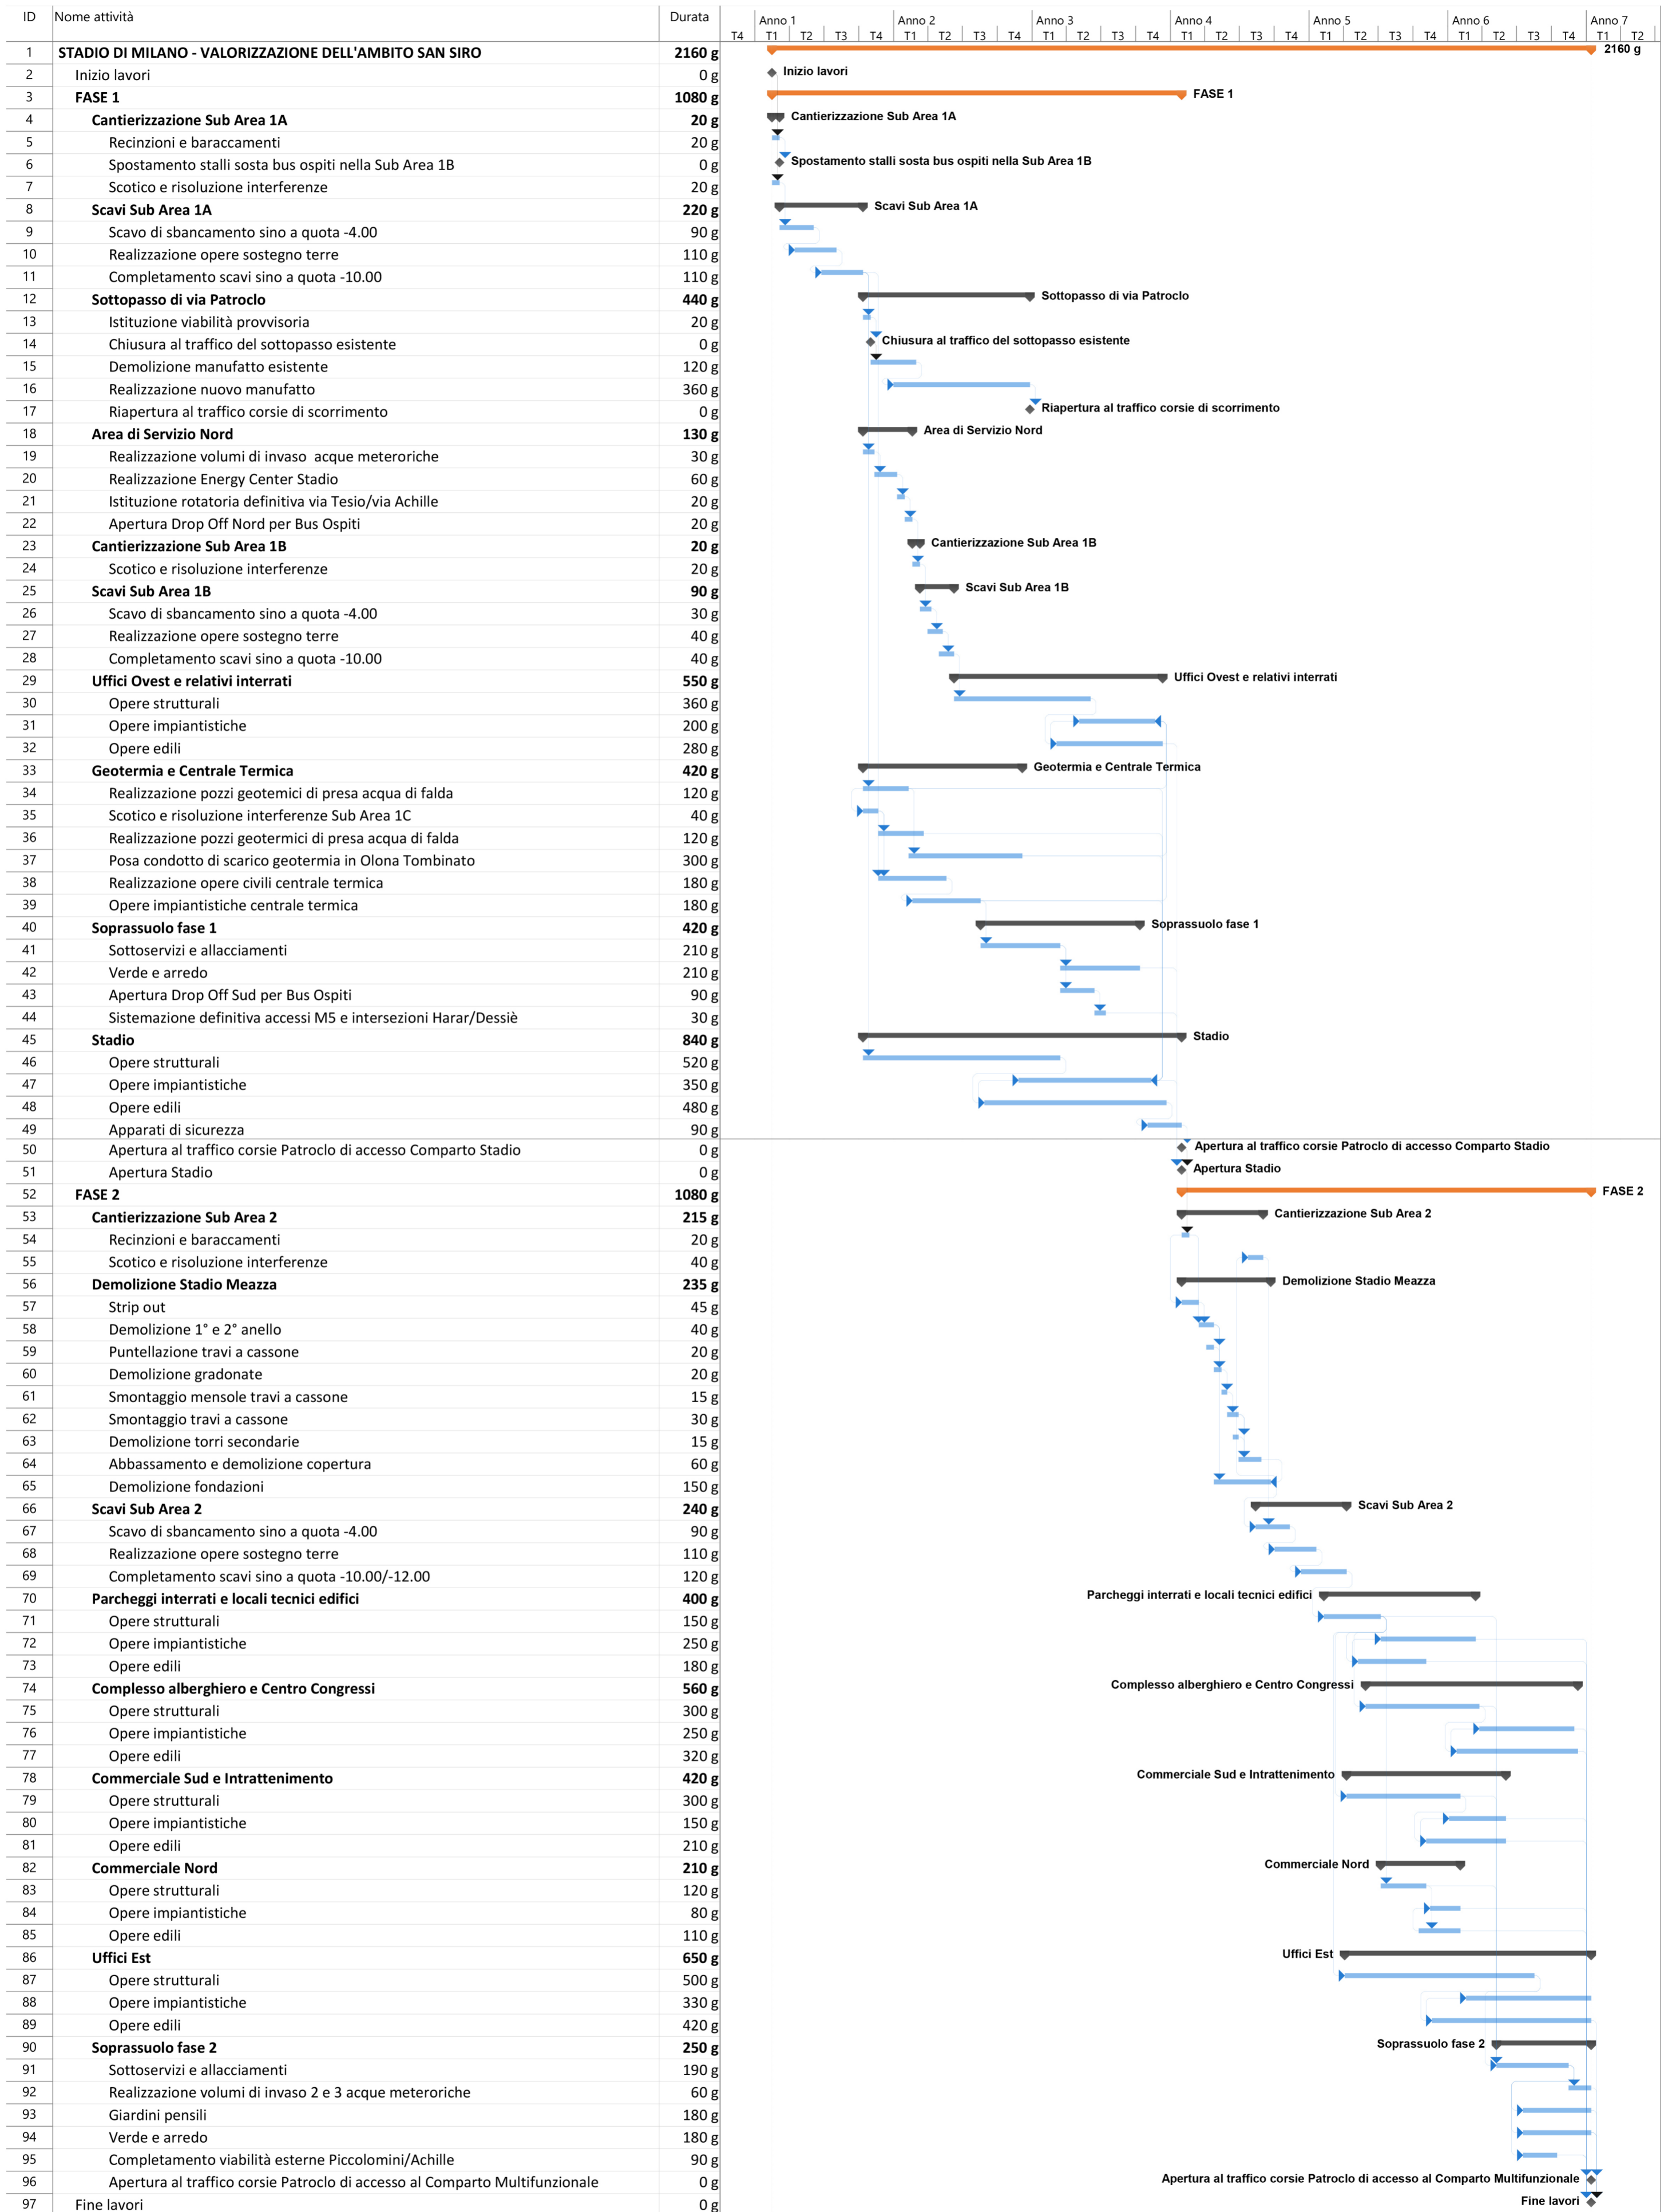 ID Nome attività Durata Anno 1 Anno 2 Anno 3 Anno 4 Anno 5 Anno 6 Anno 7
T4 T1 T2 T3 T4 T1 T2 T3 T4 T1 T2 T3 T4 T1 T2 T3 T4 T1 T2 T3 T4 T1 T2 T3 T4 T1 T2
1 STADIO DI MILANO - VALORIZZAZIONE DELL'AMBITO SAN SIRO 2160 g 2160 g
2 Inizio lavori 0 g Inizio lavori
3 FASE 1 1080 g FASE 1
4 Cantierizzazione Sub Area 1A 20 g Cantierizzazione Sub Area 1A
5 Recinzioni e baraccamenti 20 g
6 Spostamento stalli sosta bus ospiti nella Sub Area 1B 0 g Spostamento stalli sosta bus ospiti nella Sub Area 1B
7 Scotico e risoluzione interferenze 20 g
8 Scavi Sub Area 1A 220 g Scavi Sub Area 1A
9 Scavo di sbancamento sino a quota -4.00 90 g
10 Realizzazione opere sostegno terre 110 g
11 Completamento scavi sino a quota -10.00 110 g
12 Sottopasso di via Patroclo 440 g Sottopasso di via Patroclo
13 Istituzione viabilità provvisoria 20 g
14 Chiusura al traffico del sottopasso esistente 0 g Chiusura al traffico del sottopasso esistente
15 Demolizione manufatto esistente 120 g
16 Realizzazione nuovo manufatto 360 g
17 Riapertura al traffico corsie di scorrimento 0 g Riapertura al traffico corsie di scorrimento
18 Area di Servizio Nord 130 g Area di Servizio Nord
19 Realizzazione volumi di invaso acque meteroriche 30 g
20 Realizzazione Energy Center Stadio 60 g
21 Istituzione rotatoria definitiva via Tesio/via Achille 20 g
22 Apertura Drop Off Nord per Bus Ospiti 20 g
23 Cantierizzazione Sub Area 1B 20 g Cantierizzazione Sub Area 1B
24 Scotico e risoluzione interferenze 20 g
25 Scavi Sub Area 1B 90 g Scavi Sub Area 1B
26 Scavo di sbancamento sino a quota -4.00 30 g
27 Realizzazione opere sostegno terre 40 g
28 Completamento scavi sino a quota -10.00 40 g
29 Uffici Ovest e relativi interrati 550 g Uffici Ovest e relativi interrati
30 Opere strutturali 360 g
31 Opere impiantistiche 200 g
32 Opere edili 280 g
33 Geotermia e Centrale Termica 420 g Geotermia e Centrale Termica
34 Realizzazione pozzi geotemici di presa acqua di falda 120 g
35 Scotico e risoluzione interferenze Sub Area 1C 40 g
36 Realizzazione pozzi geotermici di presa acqua di falda 120 g
37 Posa condotto di scarico geotermia in Olona Tombinato 300 g
38 Realizzazione opere civili centrale termica 180 g
39 Opere impiantistiche centrale termica 180 g
40 Soprassuolo fase 1 420 g Soprassuolo fase 1
41 Sottoservizi e allacciamenti 210 g
42 Verde e arredo 210 g
43 Apertura Drop Off Sud per Bus Ospiti 90 g
44 Sistemazione definitiva accessi M5 e intersezioni Harar/Dessiè 30 g
45 Stadio 840 g Stadio
46 Opere strutturali 520 g
47 Opere impiantistiche 350 g
48 Opere edili 480 g
49 Apparati di sicurezza 90 g
50 Apertura al traffico corsie Patroclo di accesso Comparto Stadio 0 g Apertura al traffico corsie Patroclo di accesso Comparto Stadio
51 Apertura Stadio 0 g Apertura Stadio
52 FASE 2 1080 g FASE 2
53 Cantierizzazione Sub Area 2 215 g Cantierizzazione Sub Area 2
54 Recinzioni e baraccamenti 20 g
55 Scotico e risoluzione interferenze 40 g
56 Demolizione Stadio Meazza 235 g Demolizione Stadio Meazza
57 Strip out 45 g
58 Demolizione 1° e 2° anello 40 g
59 Puntellazione travi a cassone 20 g
60 Demolizione gradonate 20 g
61 Smontaggio mensole travi a cassone 15 g
62 Smontaggio travi a cassone 30 g
63 Demolizione torri secondarie 15 g
64 Abbassamento e demolizione copertura 60 g
65 Demolizione fondazioni 150 g
66 Scavi Sub Area 2 240 g Scavi Sub Area 2
67 Scavo di sbancamento sino a quota -4.00 90 g
68 Realizzazione opere sostegno terre 110 g
69 Completamento scavi sino a quota -10.00/-12.00 120 g
70 Parcheggi interrati e locali tecnici edifici 400 g Parcheggi interrati e locali tecnici edifici
71 Opere strutturali 150 g
72 Opere impiantistiche 250 g
73 Opere edili 180 g
74 Complesso alberghiero e Centro Congressi 560 g Complesso alberghiero e Centro Congressi
75 Opere strutturali 300 g
76 Opere impiantistiche 250 g
77 Opere edili 320 g
78 Commerciale Sud e Intrattenimento 420 g Commerciale Sud e Intrattenimento
79 Opere strutturali 300 g
80 Opere impiantistiche 150 g
81 Opere edili 210 g
82 Commerciale Nord 210 g Commerciale Nord
83 Opere strutturali 120 g
84 Opere impiantistiche 80 g
85 Opere edili 110 g
86 Uffici Est 650 g Uffici Est
87 Opere strutturali 500 g
88 Opere impiantistiche 330 g
89 Opere edili 420 g
90 Soprassuolo fase 2 250 g Soprassuolo fase 2
91 Sottoservizi e allacciamenti 190 g
92 Realizzazione volumi di invaso 2 e 3 acque meteroriche 60 g
93 Giardini pensili 180 g
94 Verde e arredo 180 g
95 Completamento viabilità esterne Piccolomini/Achille 90 g
96 Apertura al traffico corsie Patroclo di accesso al Comparto Multifunzionale 0 g Apertura al traffico corsie Patroclo di accesso al Comparto Multifunzionale
97 Fine lavori 0 g Fine lavori